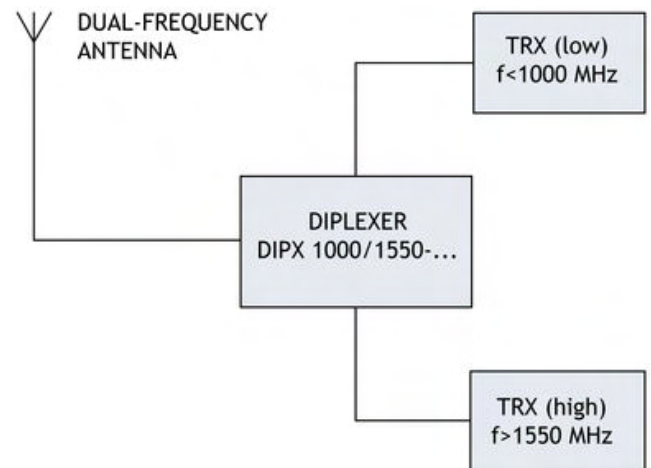 DUAL-FREQUENCY
ANTENNA
TRX (low)
f<1000 MHz
DIPLEXER
DIPX 1000/1550-...
TRX (high)
f>1550 MHz